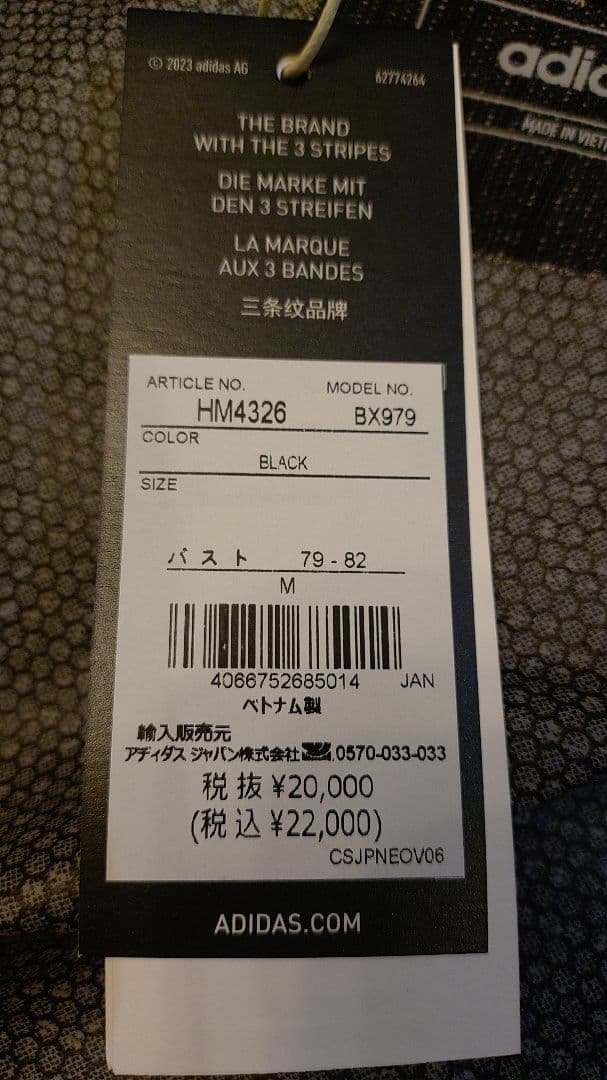 © 2023 adidas AG
62774264
adic
MADE IN VIET
THE BRAND
WITH THE 3 STRIPES
DIE MARKE MIT
DEN 3 STREIFEN
LA MARQUE
AUX 3 BANDES
三条纹品牌
ARTICLE NO. MODEL NO.
HM4326 BX979
COLOR
BLACK
SIZE
バスト 79 - 82
M
4066752685014 JAN
ベトナム製
輸入販売元
アディダス ジャパン株式会社 0570-033-033
税 抜 ¥20,000
(税 込 ¥22,000)
CSJPNEOV06
ADIDAS.COM